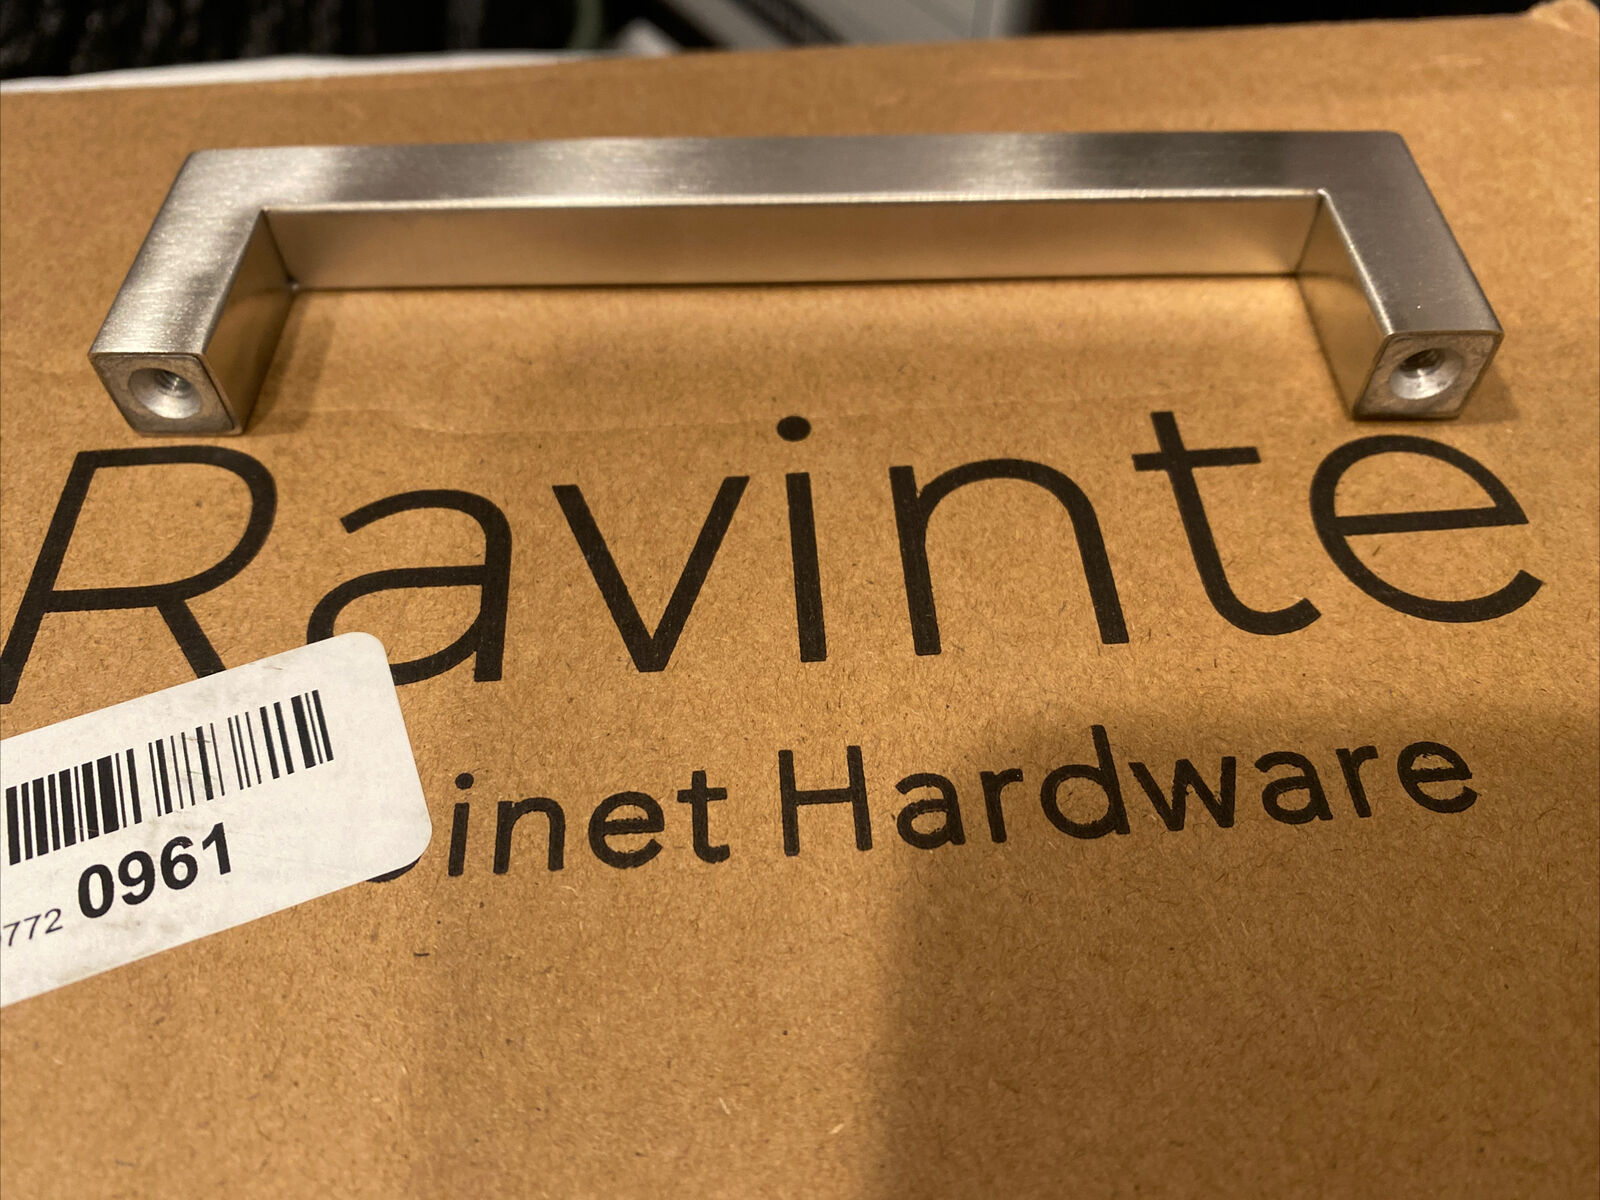 Ravinte
inet Hardware
0961
772